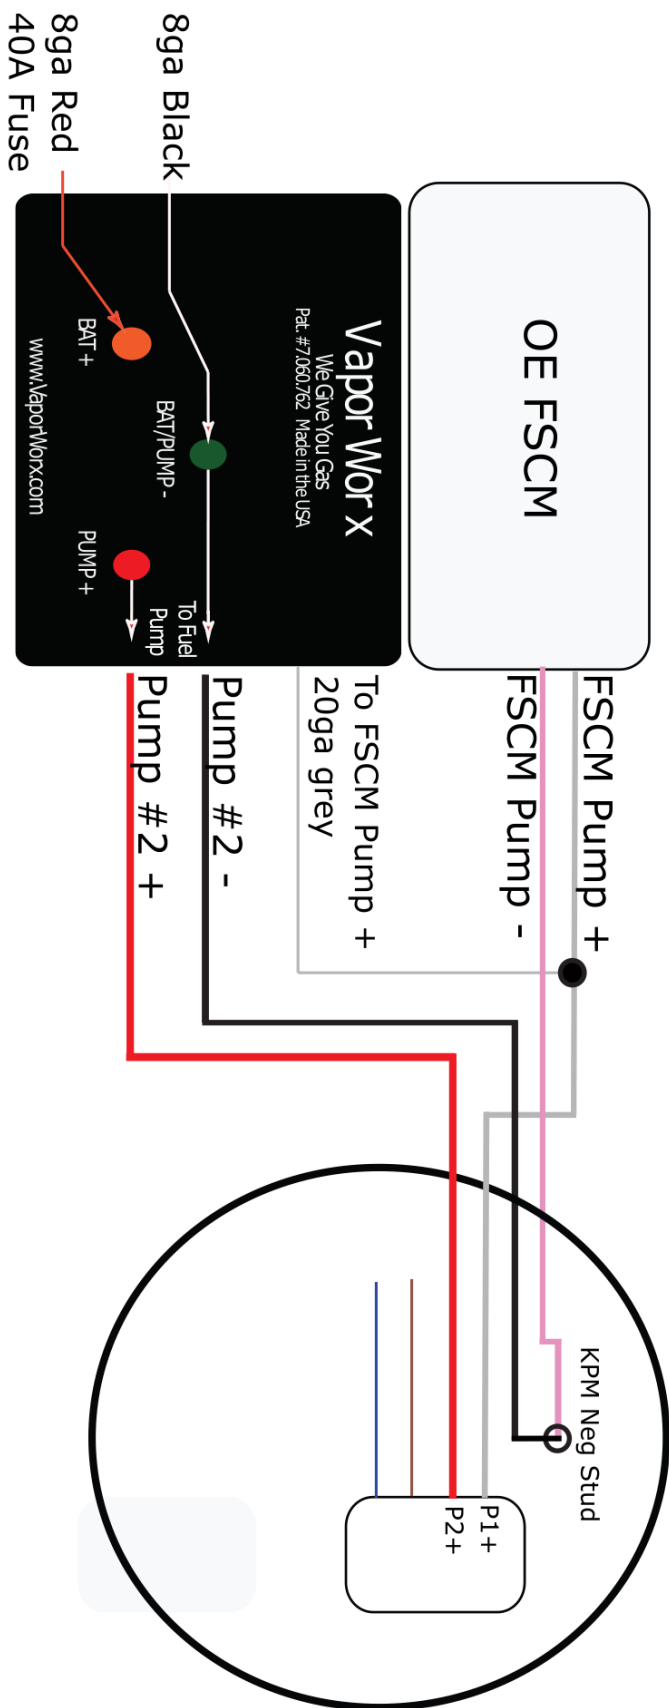 OE FSCM
FSCM Pump +
FSCM Pump -
8ga Black
8ga Red
40A Fuse
Vapor Worx
We Give You Gas
Pat. #7.060.762 Made in the USA
BAT/PUMP-
BAT+
PUMP+
To Fuel
Pump
www.VaporWorx.com
To FSCM Pump +
20ga grey
Pump #2 -
Pump #2 +
KPM Neg Stud
P1+
P2+